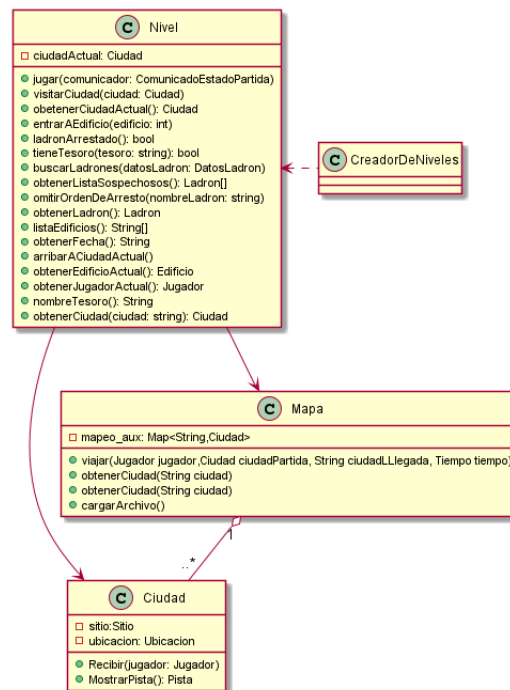 C Nivel
ciudadActual: Ciudad
jugar(comunicador: ComunicadoEstadoPartida)
visitarCiudad(ciudad: Ciudad)
obetenerCiudadActual(): Ciudad
entrarAEdificio(edificio: int)
ladronArrestado(): bool
tieneTesoro(tesoro: string): bool
buscarLadrones(datosLadron: DatosLadron)
obtenerListaSospechosos(): Ladron[]
omitirOrdenDeArresto(nombreLadron: string)
obtenerLadron(): Ladron
listaEdificios(): String[]
obtenerFecha(): String
arribarACiudadActual()
obtenerEdificioActual(): Edificio
obtenerJugadorActual(): Jugador
nombreTesoro(): String
obtenerCiudad(ciudad: string): Ciudad
C CreadorDeNiveles
C Mapa
mapeo_aux: Map<String,Ciudad>
viajar(Jugador jugador,Ciudad ciudadPartida, String ciudadLLlegada, Tiempo tiempo)
obtenerCiudad(String ciudad)
obtenerCiudad(String ciudad)
cargarArchivo()
1
..*
C Ciudad
sitio:Sitio
ubicacion: Ubicacion
Recibir(jugador: Jugador)
MostrarPista(): Pista